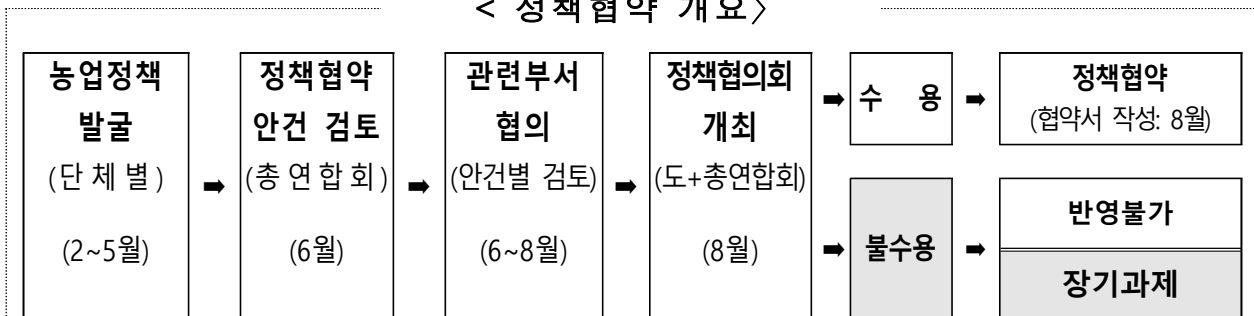 < 정책협약 개요〉
농업정책
발굴
(단체별)
(2~5월)
➡
정책협약
안건 검토
(총연합회)
(6월)
➡
관련부서
협의
(안건별 검토)
(6~8월)
➡
정책협의회
개최
(도+총연합회)
(8월)
➡
수 용
➡
정책협약
(협약서 작성: 8월)
➡
불수용
➡
반영불가
장기과제